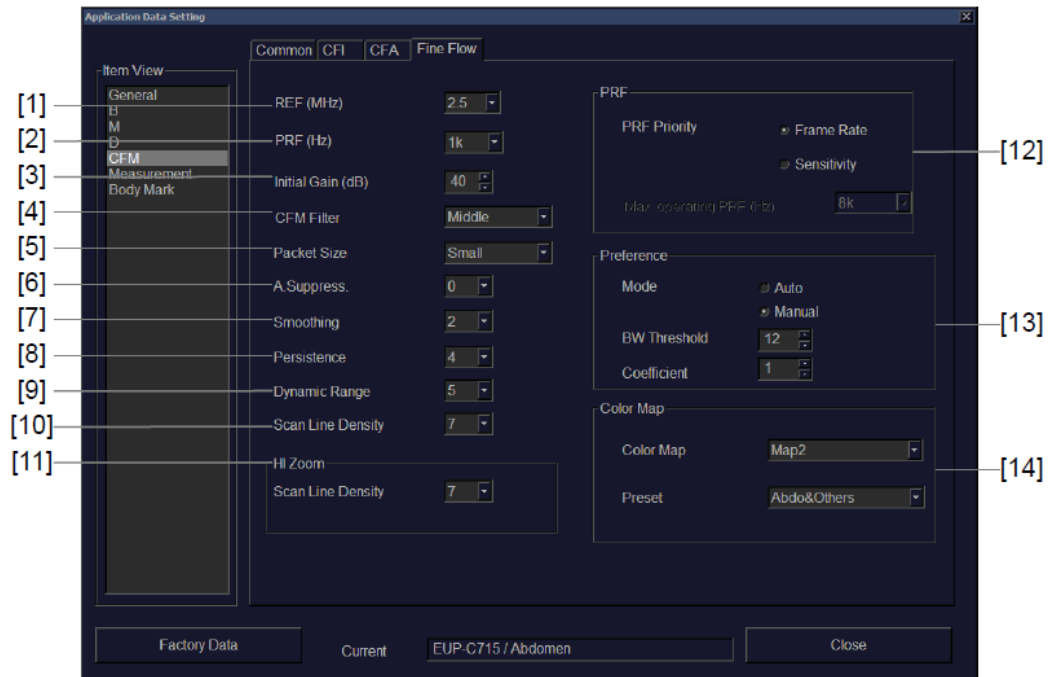 Application Data Setting
Common CFI CFA Fine Flow
Item View
General
B
M
D
CFM
Measurement
Body Mark
[1] REF (MHz) 2.5
[2] PRF (Hz) 1k
[3] Initial Gain (dB) 40
[4] CFM Filter Middle
[5] Packet Size Small
[6] A.Suppress. 0
[7] Smoothing 2
[8] Persistence 4
[9] Dynamic Range 5
[10] Scan Line Density 7
[11] HI Zoom
Scan Line Density 7
PRF
PRF Priority Frame Rate
[12]
Sensitivity
Max. operating PRF (Hz) 8k
Preference
Mode Auto
Manual
[13]
BW Threshold 12
Coefficient 1
Color Map
Color Map Map2
[14]
Preset Abdo&Others
Factory Data Current EUP-C715 / Abdomen Close